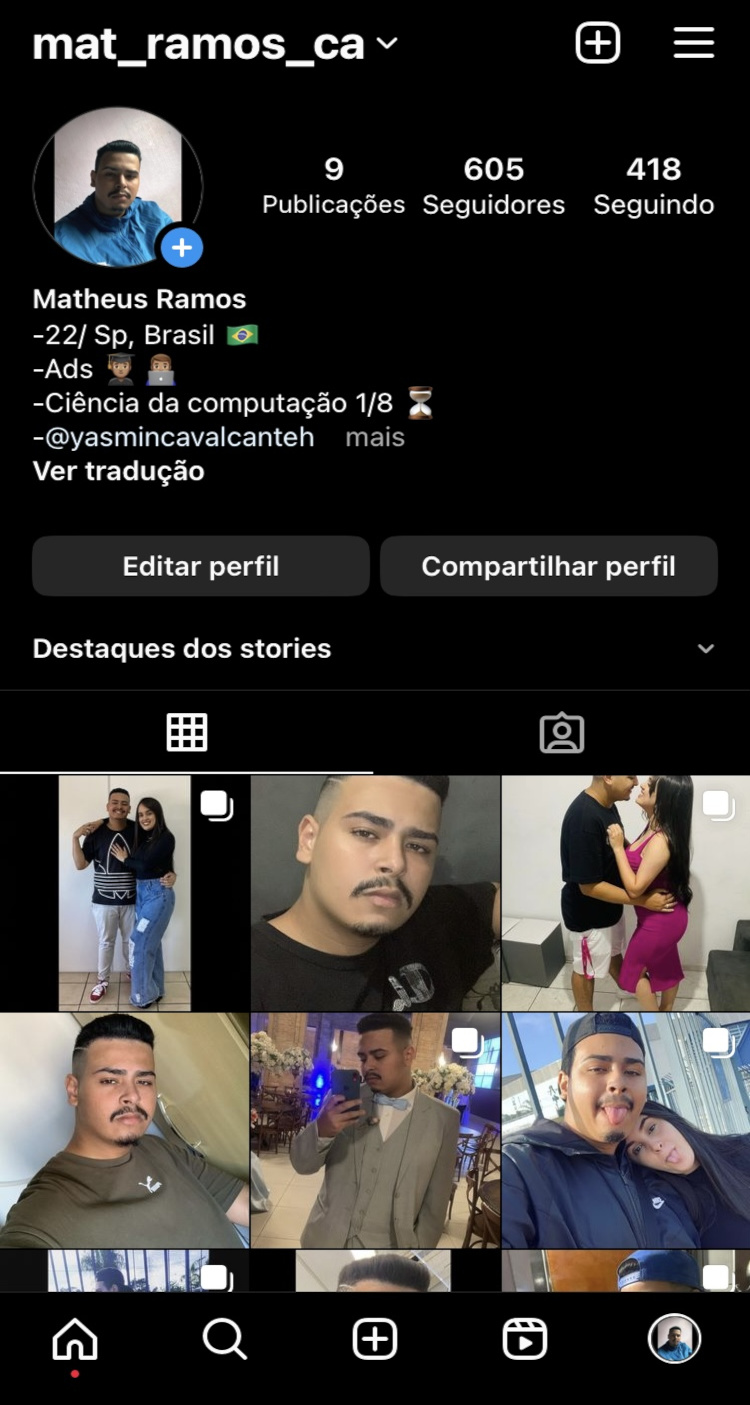 mat_ramos_ca
9 605 418
Publicações Seguidores Seguindo
Matheus Ramos
-22/ Sp, Brasil 🇧🇷
-Ads 👨🏽‍🎓 👨🏽‍💻
-Ciência da computação 1/8 ⏳
-@yasmincavalcanteh mais
Ver tradução
Editar perfil Compartilhar perfil
Destaques dos stories